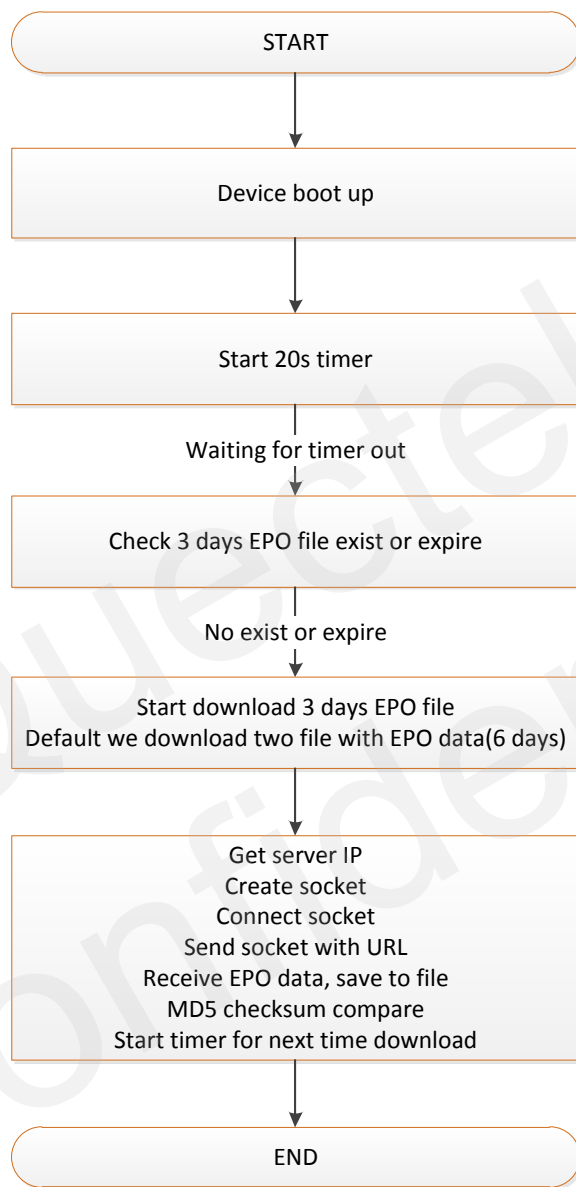 START
Device boot up
Start 20s timer
Waiting for timer out
Check 3 days EPO file exist or expire
No exist or expire
Start download 3 days EPO file
Default we download two file with EPO data(6 days)
Get server IP
Create socket
Connect socket
Send socket with URL
Receive EPO data, save to file
MD5 checksum compare
Start timer for next time download
END